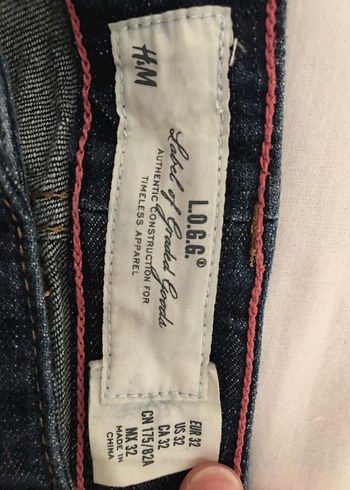 H&M
L.O.G.G.®
Label of Graded Goods
AUTHENTIC CONSTRUCTION FOR
TIMELESS APPAREL
EUR 32
US 32
CA 32
CN 175/82A
MX 32
MADE IN
CHINA